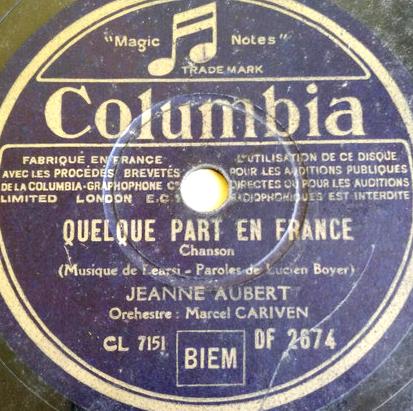 "Magic Notes"
TRADE MARK
Columbia
FABRIQUE EN FRANCE L'UTILISATION DE CE DISQUE
AVEC LES PROCÉDÉS BREVETÉS POUR LES AUDITIONS PUBLIQUES
DE LA COLUMBIA-GRAPHOPHONE Cº DIRECTES OU POUR LES AUDITIONS
LIMITED LONDON E.C.1 RADIOPHONIQUES EST INTERDITE
QUELQUE PART EN FRANCE
Chanson
(Musique de Learsi - Paroles de Lucien Boyer)
JEANNE AUBERT
Orchestre : Marcel CARIVEN
CL 7151 BIEM DF 2674